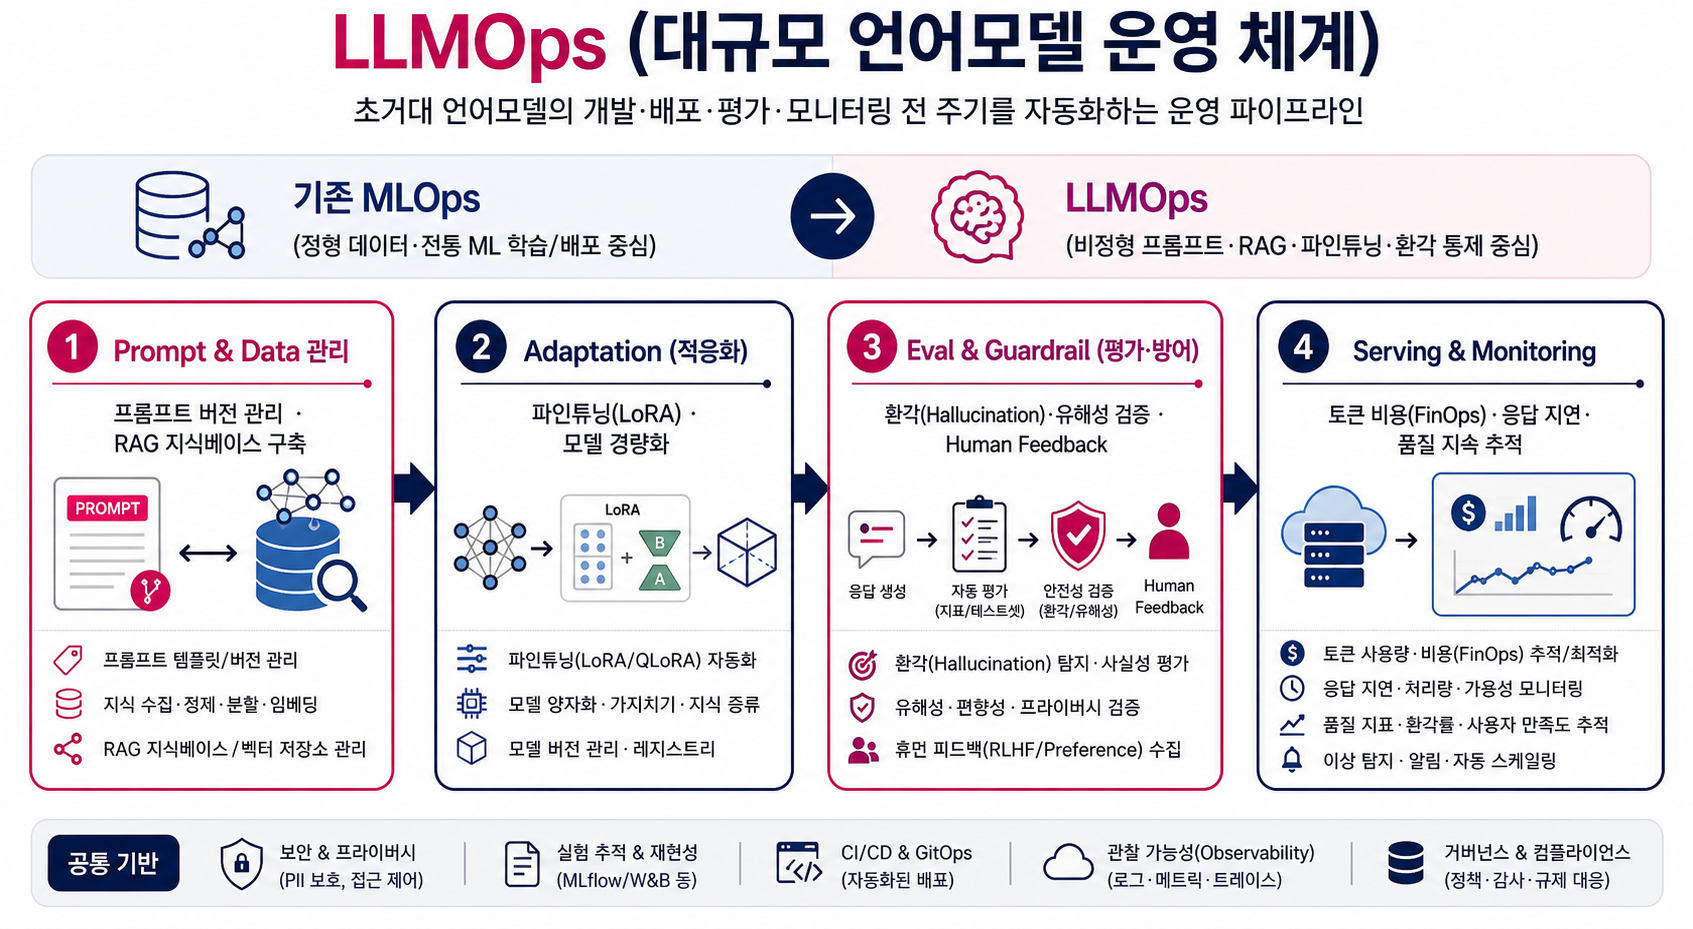 LLMOps (대규모 언어모델 운영 체계)
초거대 언어모델의 개발·배포·평가·모니터링 전 주기를 자동화하는 운영 파이프라인
기존 MLOps
(정형 데이터·전통 ML 학습/배포 중심)
LLMOps
(비정형 프롬프트·RAG·파인튜닝·환각 통제 중심)
1 Prompt & Data 관리
프롬프트 버전 관리 ·
RAG 지식베이스 구축
PROMPT
프롬프트 템플릿/버전 관리
지식 수집·정제·분할·임베딩
RAG 지식베이스/벡터 저장소 관리
2 Adaptation (적응화)
파인튜닝(LoRA) ·
모델 경량화
LoRA
+
B
A
파인튜닝(LoRA/QLoRA) 자동화
모델 양자화·가지치기·지식 증류
모델 버전 관리·레지스트리
3 Eval & Guardrail (평가·방어)
환각(Hallucination)·유해성 검증 ·
Human Feedback
응답 생성
자동 평가
(지표/테스트셋)
안전성 검증
(환각/유해성)
Human
Feedback
환각(Hallucination) 탐지·사실성 평가
유해성·편향성·프라이버시 검증
휴먼 피드백(RLHF/Preference) 수집
4 Serving & Monitoring
토큰 비용(FinOps)·응답 지연·
품질 지속 추적
$
$ 토큰 사용량·비용(FinOps) 추적/최적화
응답 지연·처리량·가용성 모니터링
품질 지표·환각률·사용자 만족도 추적
이상 탐지·알림·자동 스케일링
공통 기반
보안 & 프라이버시
(PII 보호, 접근 제어)
실험 추적 & 재현성
(MLflow/W&B 등)
CI/CD & GitOps
(자동화된 배포)
관찰 가능성(Observability)
(로그·메트릭·트레이스)
거버넌스 & 컴플라이언스
(정책·감사·규제 대응)